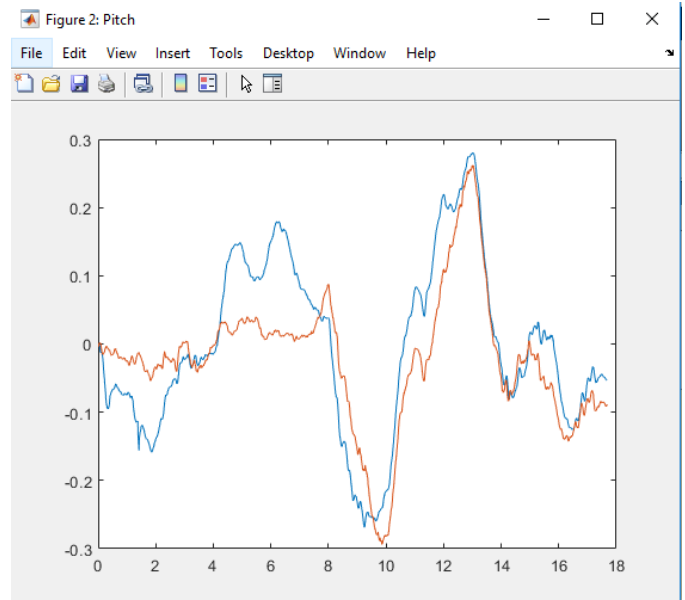 Figure 2: Pitch
File Edit View Insert Tools Desktop Window Help
0.3
0.2
0.1
0
-0.1
-0.2
-0.3
0 2 4 6 8 10 12 14 16 18